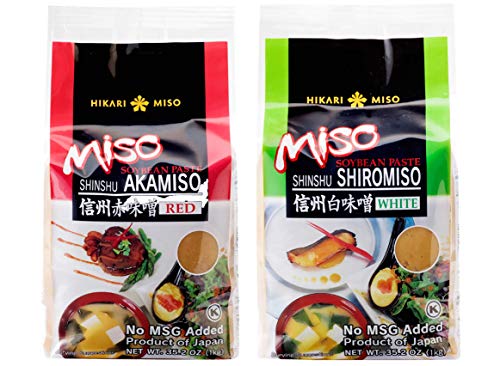 HIKARI MISO
Miso
SOYBEAN PASTE
SHINSHU AKAMISO
信州赤味噌 RED
K
No MSG Added
Product of Japan
NET WT. 35.2 OZ (1kg)
HIKARI MISO
Miso
SOYBEAN PASTE
SHINSHU SHIROMISO
信州白味噌 WHITE
K
No MSG Added
Product of Japan
NET WT. 35.2 OZ (1kg)